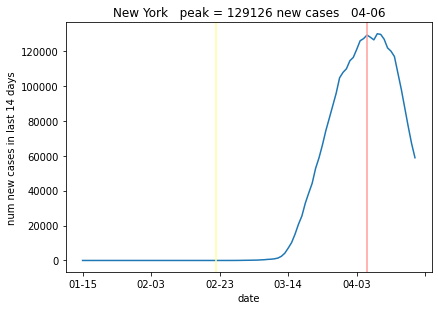 New York   peak = 129126 new cases   04-06
num new cases in last 14 days
120000
100000
80000
60000
40000
20000
0
01-15 02-03 02-23 03-14 04-03
date